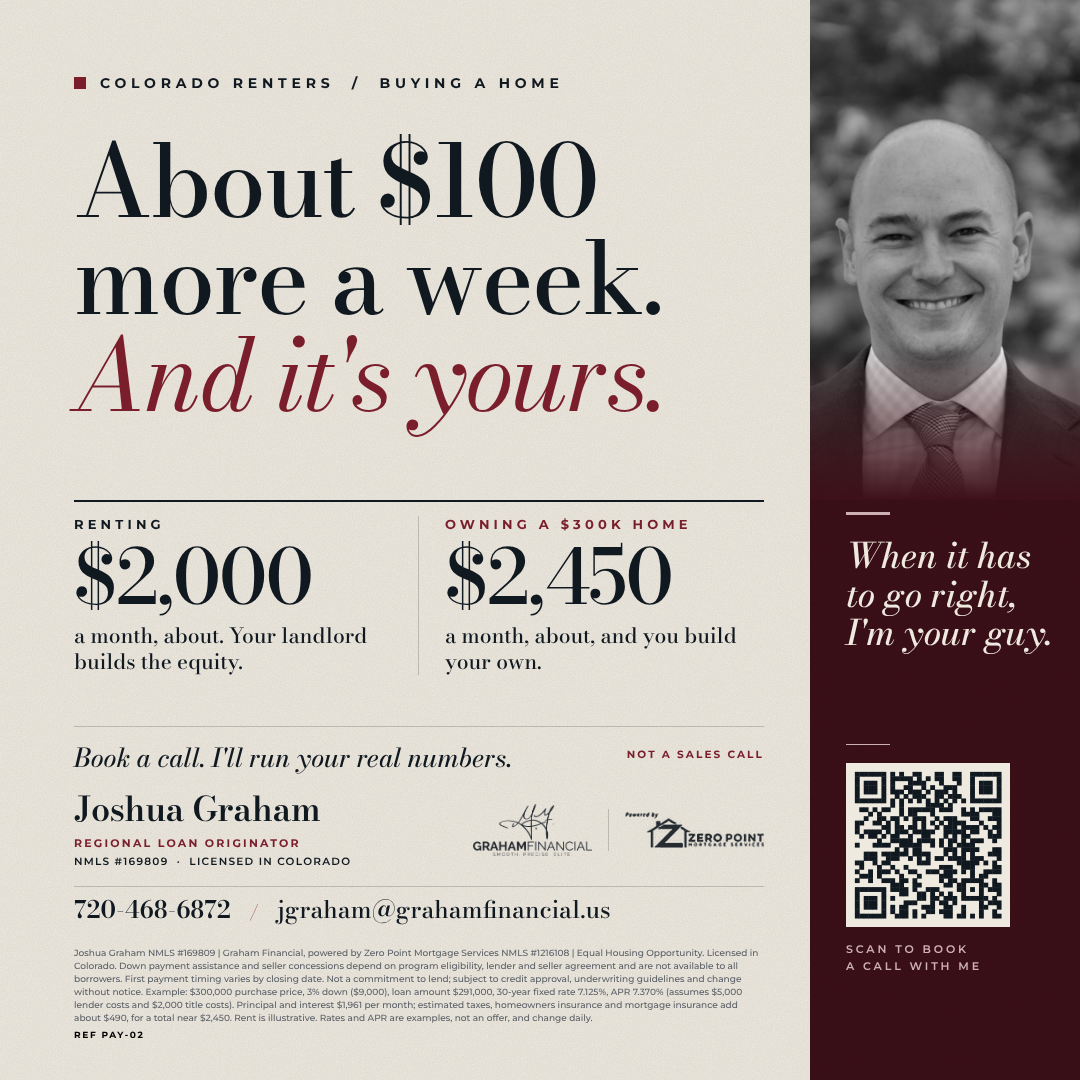 COLORADO RENTERS / BUYING A HOME
About $100
more a week.
And it's yours.
RENTING
$2,000
a month, about. Your landlord
builds the equity.
OWNING A $300K HOME
$2,450
a month, about, and you build
your own.
Book a call. I'll run your real numbers.
NOT A SALES CALL
Joshua Graham
REGIONAL LOAN ORIGINATOR
NMLS #169809 · LICENSED IN COLORADO
GRAHAMFINANCIAL
SMOOTH. PRECISE. ELITE.
Powered by
ZERO POINT
MORTGAGE SERVICES
720-468-6872 / jgraham@grahamfinancial.us
Joshua Graham NMLS #169809 | Graham Financial, powered by Zero Point Mortgage Services NMLS #1216108 | Equal Housing Opportunity. Licensed in
Colorado. Down payment assistance and seller concessions depend on program eligibility, lender and seller agreement and are not available to all
borrowers. First payment timing varies by closing date. Not a commitment to lend; subject to credit approval, underwriting guidelines and change
without notice. Example: $300,000 purchase price, 3% down ($9,000), loan amount $291,000, 30-year fixed rate 7.125%, APR 7.370% (assumes $5,000
lender costs and $2,000 title costs). Principal and interest $1,961 per month; estimated taxes, homeowners insurance and mortgage insurance add
about $490, for a total near $2,450. Rent is illustrative. Rates and APR are examples, not an offer, and change daily.
REF PAY-02
When it has
to go right,
I'm your guy.
SCAN TO BOOK
A CALL WITH ME